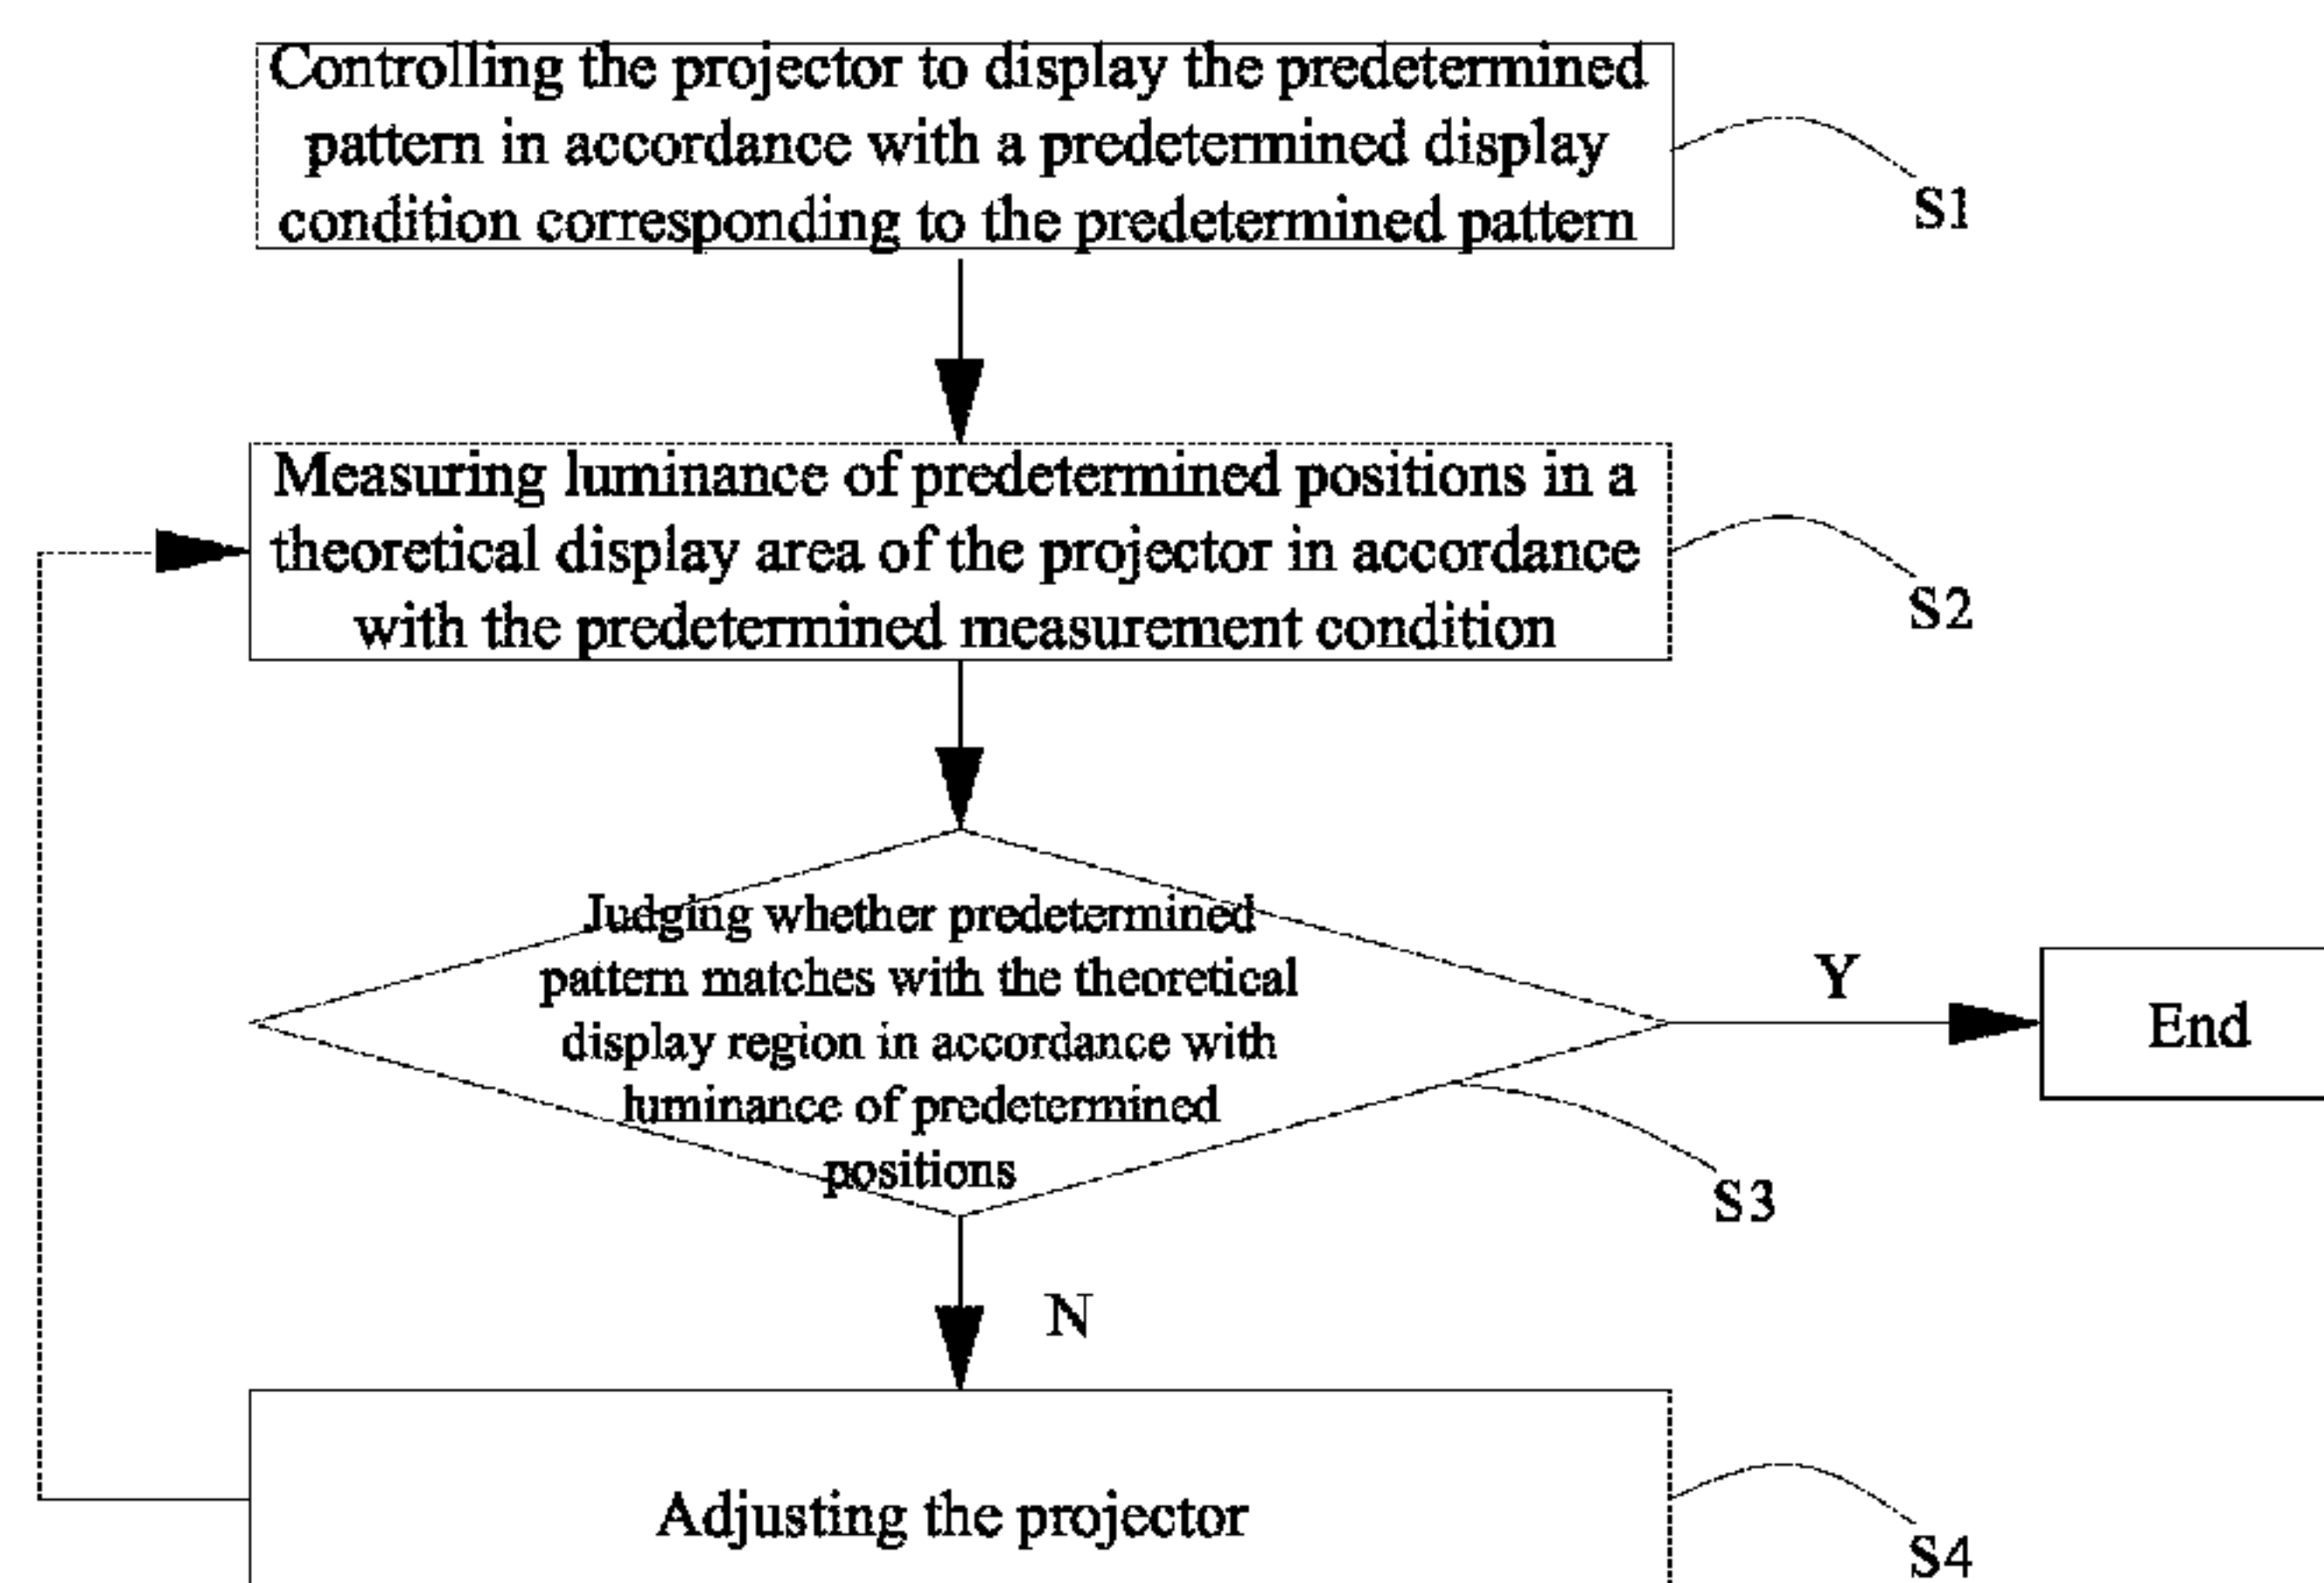 Controlling the projector to display the predetermined
pattern in accordance with a predetermined display
condition corresponding to the predetermined pattern
S1
Measuring luminance of predetermined positions in a
theoretical display area of the projector in accordance
with the predetermined measurement condition
S2
Judging whether predetermined
pattern matches with the theoretical
display region in accordance with
luminance of predetermined
positions
Y
End
S3
N
Adjusting the projector
S4